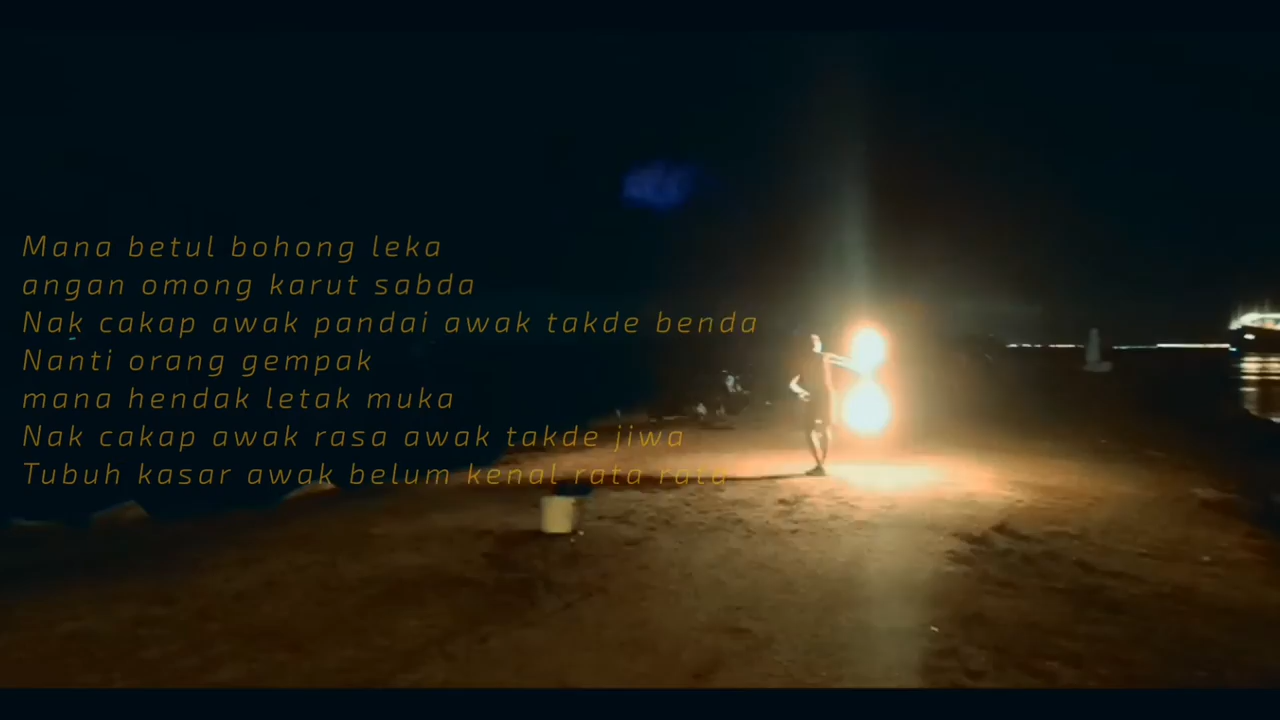 Mana betul bohong leka
angan omong karut sabda
Nak cakap awak pandai awak takde benda
Nanti orang gempak
mana hendak letak muka
Nak cakap awak rasa awak takde jiwa
Tubuh kasar awak belum kenal rata rata